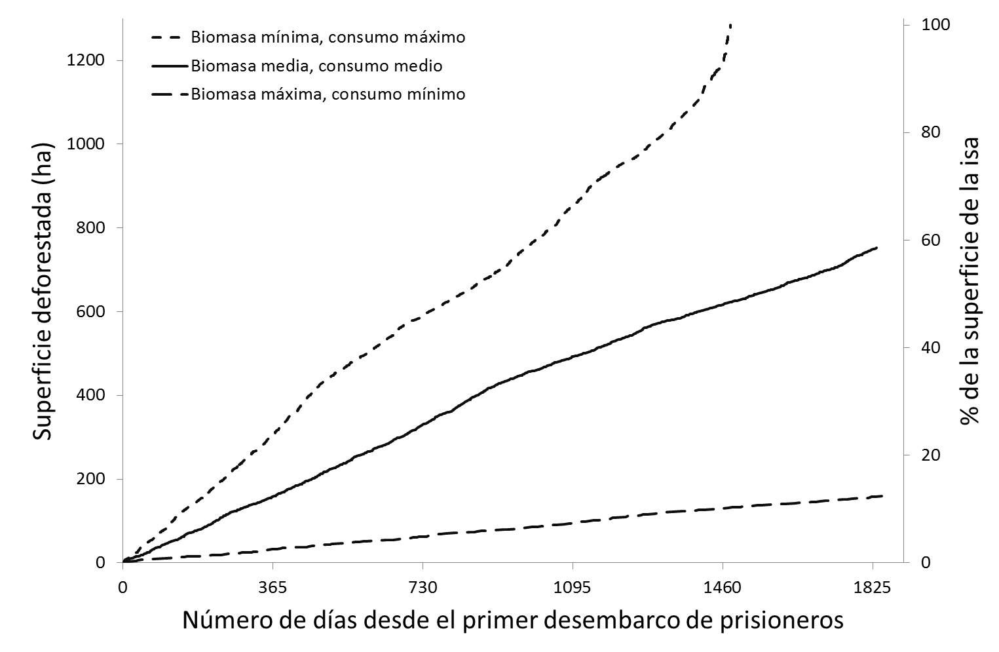 Biomasa mínima, consumo máximo
Biomasa media, consumo medio
Biomasa máxima, consumo mínimo
Superficie deforestada (ha)
1200
1000
800
600
400
200
0
100
80
60
40
20
0
% de la superficie de la isa
0 365 730 1095 1460 1825
Número de días desde el primer desembarco de prisioneros